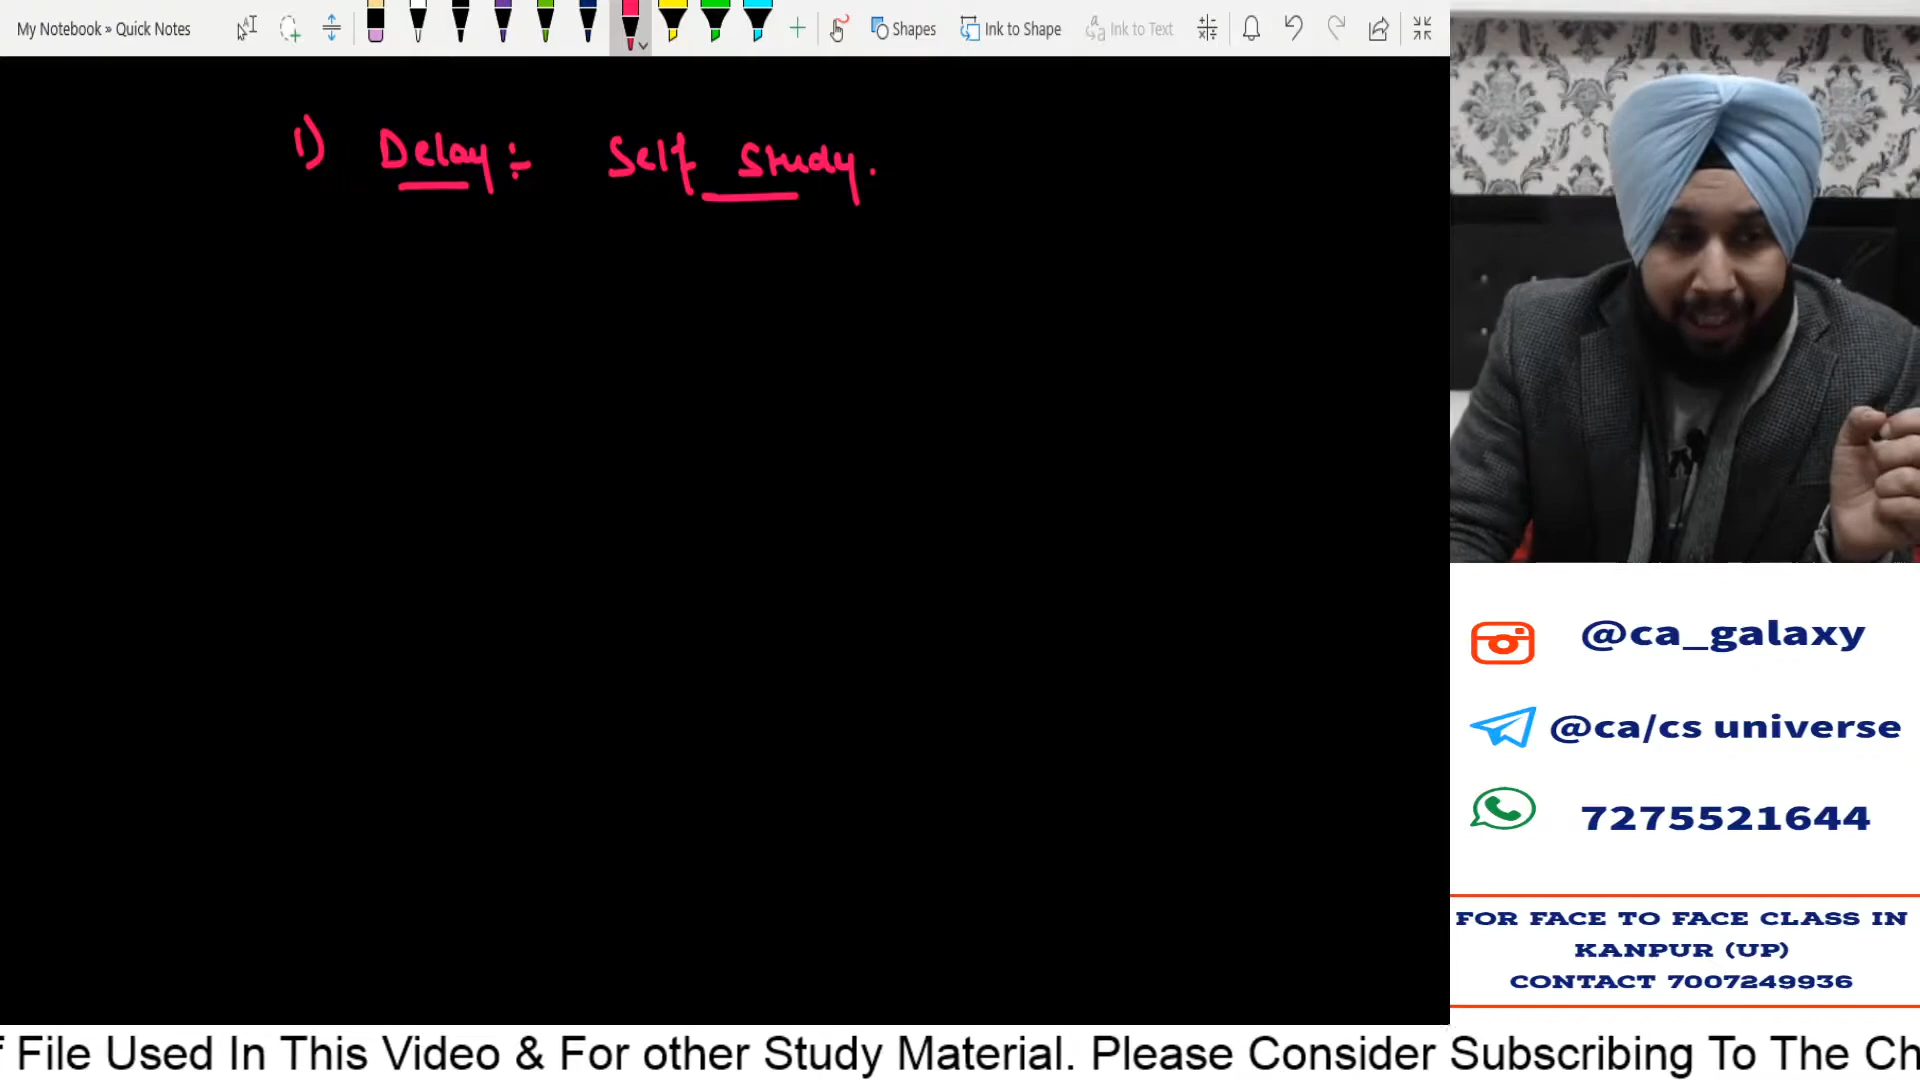 My Notebook » Quick Notes
Shapes
Ink to Shape
Ink to Text
1) Delay:- Self Study.
@ca_galaxy
@ca/cs universe
7275521644
FOR FACE TO FACE CLASS IN
KANPUR (UP)
CONTACT 7007249936
File Used In This Video & For other Study Material. Please Consider Subscribing To The Ch